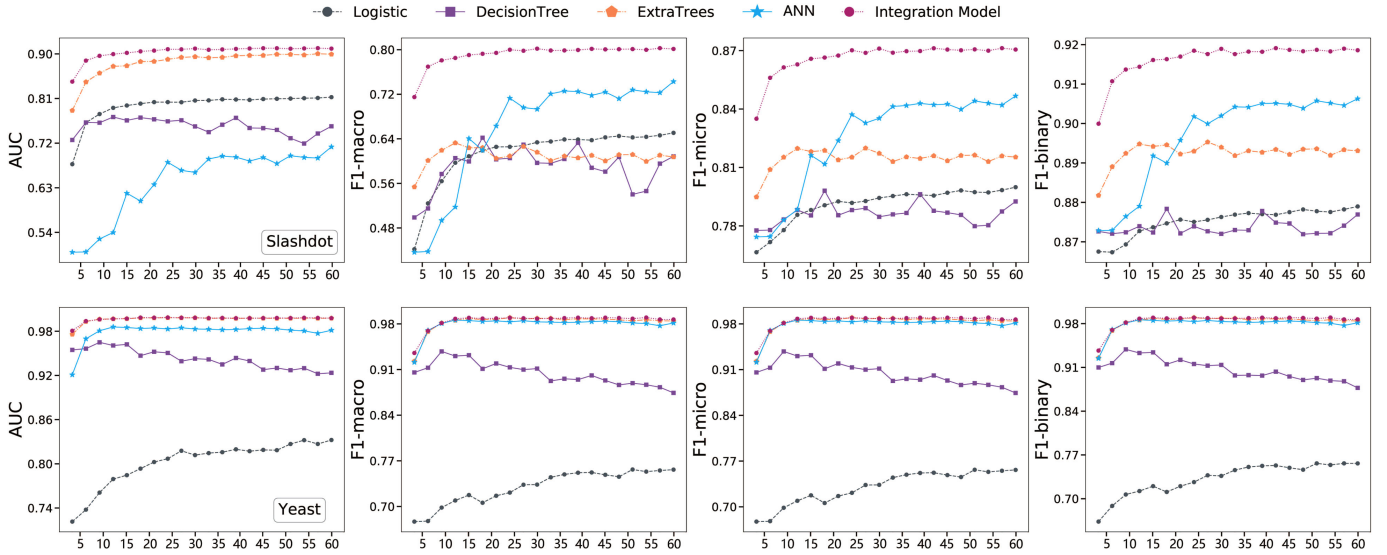 Logistic DecisionTree ExtraTrees ANN Integration Model
AUC
0.90
0.81
0.72
0.63
0.54
Slashdot
5 10 15 20 25 30 35 40 45 50 55 60
F1-macro
0.80
0.72
0.64
0.56
0.48
5 10 15 20 25 30 35 40 45 50 55 60
F1-micro
0.87
0.84
0.81
0.78
5 10 15 20 25 30 35 40 45 50 55 60
F1-binary
0.92
0.91
0.90
0.89
0.88
0.87
5 10 15 20 25 30 35 40 45 50 55 60
AUC
0.98
0.92
0.86
0.80
0.74
Yeast
5 10 15 20 25 30 35 40 45 50 55 60
F1-macro
0.98
0.91
0.84
0.77
0.70
5 10 15 20 25 30 35 40 45 50 55 60
F1-micro
0.98
0.91
0.84
0.77
0.70
5 10 15 20 25 30 35 40 45 50 55 60
F1-binary
0.98
0.91
0.84
0.77
0.70
5 10 15 20 25 30 35 40 45 50 55 60